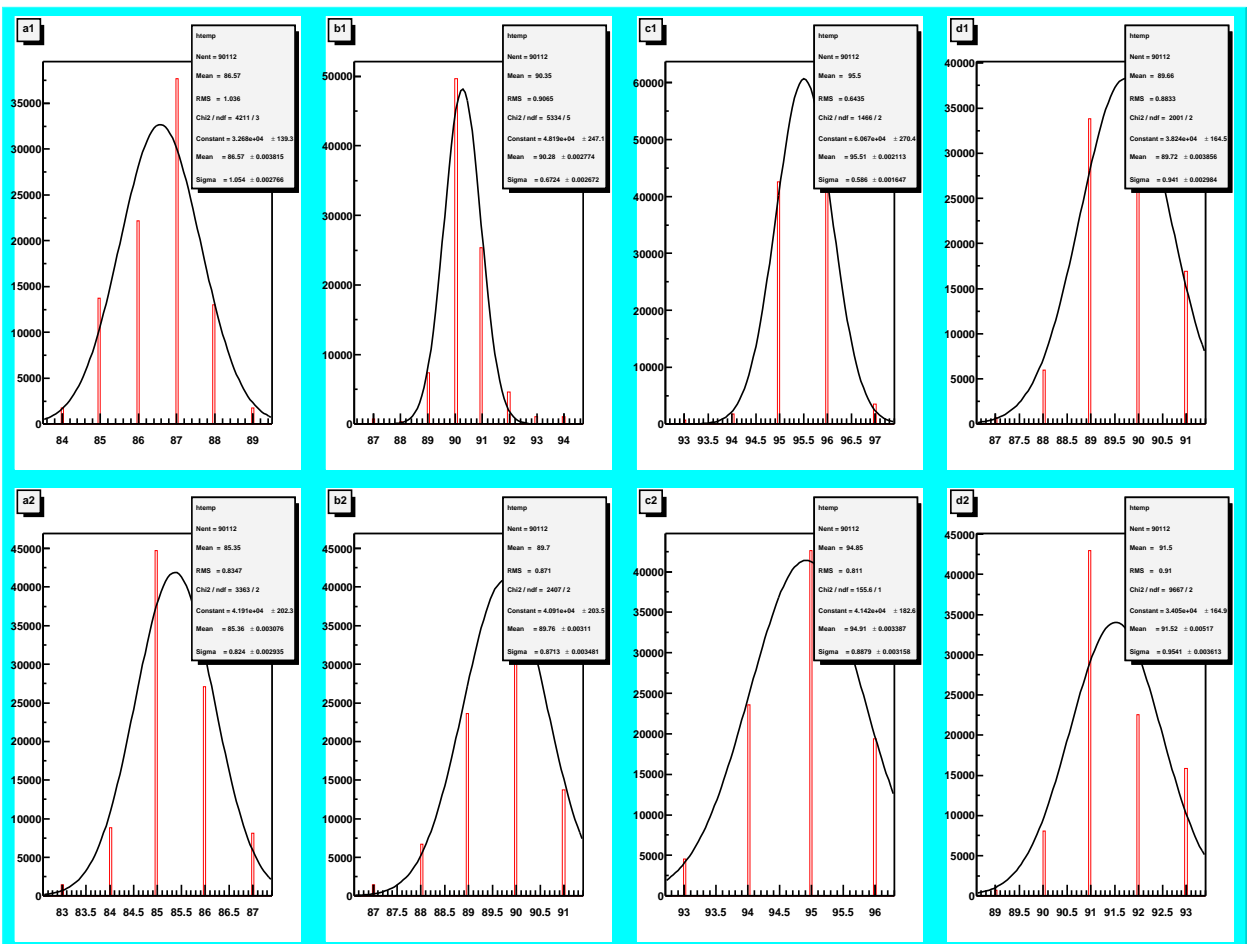 a1
htemp
Nent = 90112
Mean = 86.57
RMS = 1.036
Chi2 / ndf = 4211 / 3
Constant = 3.268e+04 ± 139.3
Mean = 86.57 ± 0.003815
Sigma = 1.054 ± 0.002766
35000
30000
25000
20000
15000
10000
5000
0
84 85 86 87 88 89
b1
htemp
Nent = 90112
Mean = 90.35
RMS = 0.9065
Chi2 / ndf = 5334 / 5
Constant = 4.819e+04 ± 247.1
Mean = 90.28 ± 0.002774
Sigma = 0.6724 ± 0.002672
50000
40000
30000
20000
10000
0
87 88 89 90 91 92 93 94
c1
htemp
Nent = 90112
Mean = 95.5
RMS = 0.6435
Chi2 / ndf = 1466 / 2
Constant = 6.067e+04 ± 270.4
Mean = 95.51 ± 0.002113
Sigma = 0.586 ± 0.001647
60000
50000
40000
30000
20000
10000
0
93 93.5 94 94.5 95 95.5 96 96.5 97
d1
htemp
Nent = 90112
Mean = 89.66
RMS = 0.8833
Chi2 / ndf = 2001 / 2
Constant = 3.824e+04 ± 164.5
Mean = 89.72 ± 0.003856
Sigma = 0.941 ± 0.002984
40000
35000
30000
25000
20000
15000
10000
5000
0
87 87.5 88 88.5 89 89.5 90 90.5 91
a2
htemp
Nent = 90112
Mean = 85.35
RMS = 0.8347
Chi2 / ndf = 3363 / 2
Constant = 4.191e+04 ± 202.3
Mean = 85.36 ± 0.003076
Sigma = 0.824 ± 0.002935
45000
40000
35000
30000
25000
20000
15000
10000
5000
0
83 83.5 84 84.5 85 85.5 86 86.5 87
b2
htemp
Nent = 90112
Mean = 89.7
RMS = 0.871
Chi2 / ndf = 2407 / 2
Constant = 4.091e+04 ± 203.5
Mean = 89.76 ± 0.00311
Sigma = 0.8713 ± 0.003481
45000
40000
35000
30000
25000
20000
15000
10000
5000
0
87 87.5 88 88.5 89 89.5 90 90.5 91
c2
htemp
Nent = 90112
Mean = 94.85
RMS = 0.811
Chi2 / ndf = 155.6 / 1
Constant = 4.142e+04 ± 182.6
Mean = 94.91 ± 0.003387
Sigma = 0.8879 ± 0.003158
40000
35000
30000
25000
20000
15000
10000
5000
0
93 93.5 94 94.5 95 95.5 96
d2
htemp
Nent = 90112
Mean = 91.5
RMS = 0.91
Chi2 / ndf = 9667 / 2
Constant = 3.405e+04 ± 164.9
Mean = 91.52 ± 0.00517
Sigma = 0.9541 ± 0.003613
45000
40000
35000
30000
25000
20000
15000
10000
5000
0
89 89.5 90 90.5 91 91.5 92 92.5 93